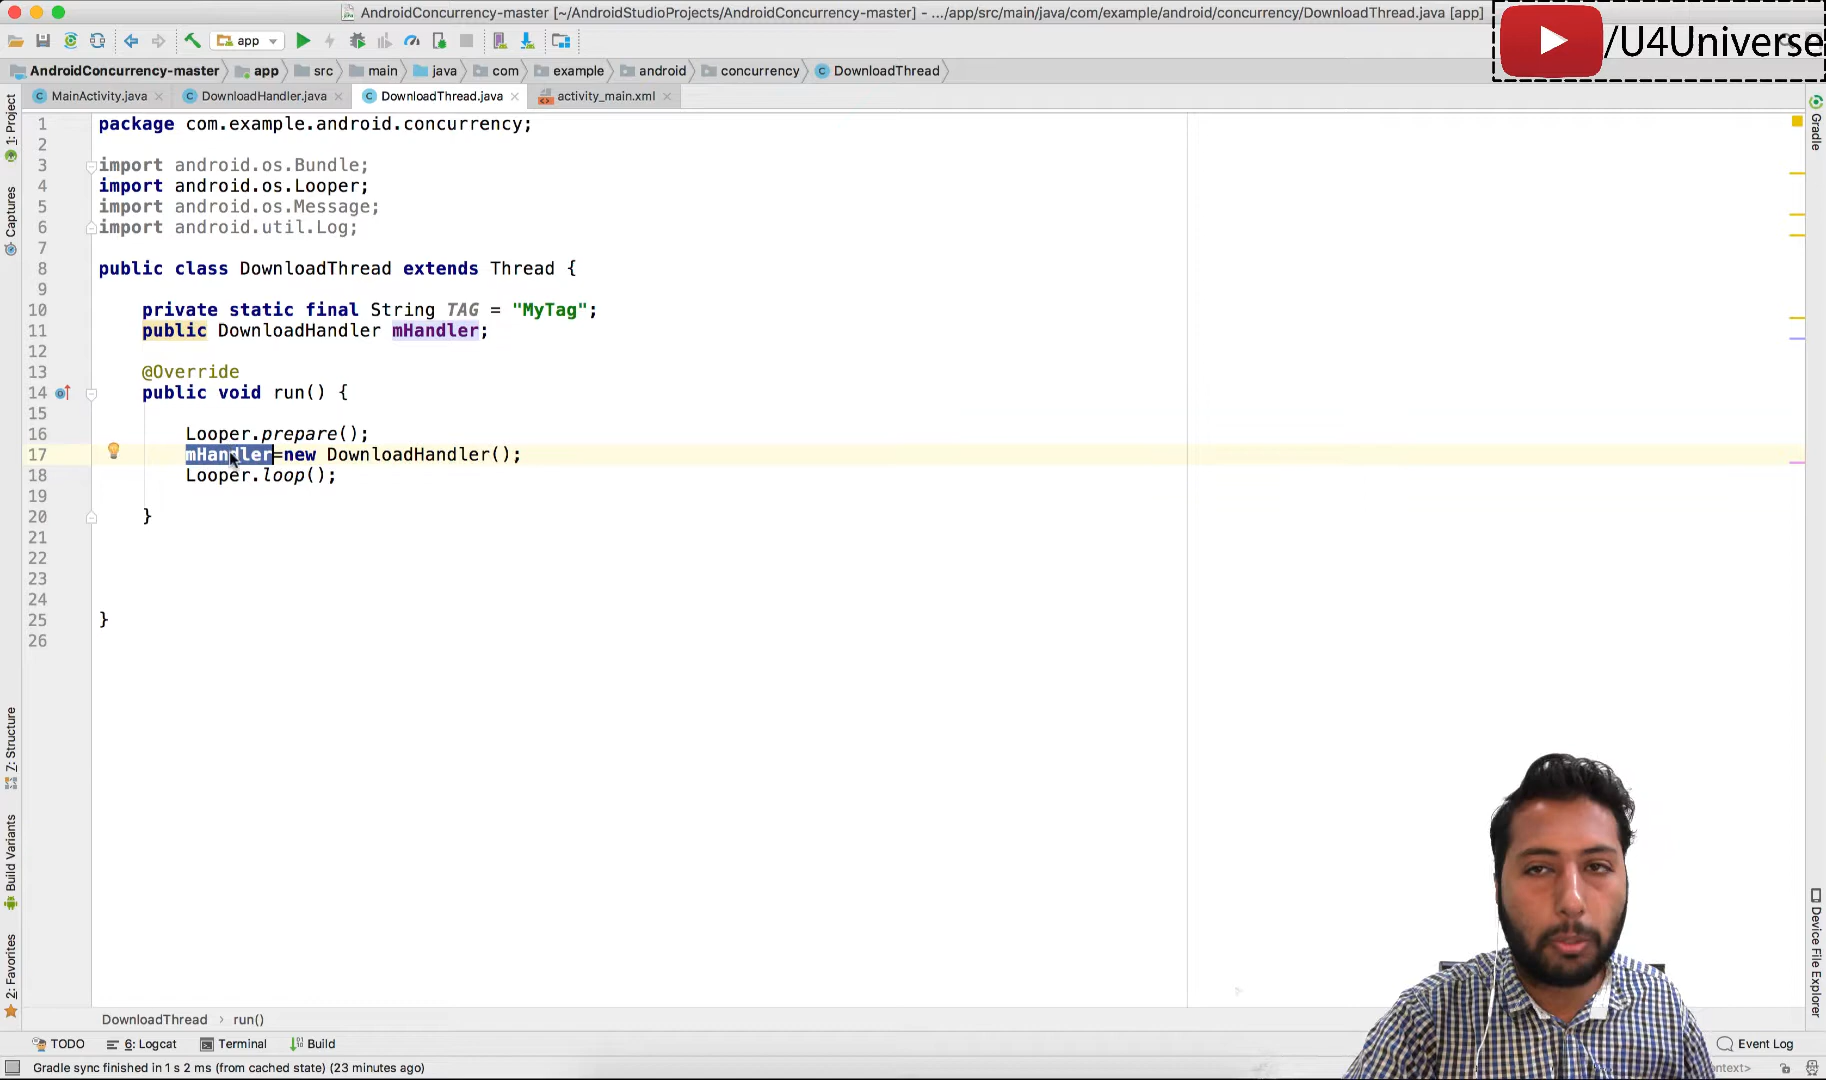 AndroidConcurrency-master [~/AndroidStudioProjects/AndroidConcurrency-master] - .../app/src/main/java/com/example/android/concurrency/DownloadThread.java [app]
/U4Universe
app
AndroidConcurrency-master app src main java com example android concurrency DownloadThread
MainActivity.java DownloadHandler.java DownloadThread.java activity_main.xml
1: Project
Captures
Z: Structure
Build Variants
2: Favorites
Gradle
Device File Explorer
1 package com.example.android.concurrency;
2
3 import android.os.Bundle;
4 import android.os.Looper;
5 import android.os.Message;
6 import android.util.Log;
7
8 public class DownloadThread extends Thread {
9
10 private static final String TAG = "MyTag";
11 public DownloadHandler mHandler;
12
13 @Override
14 public void run() {
15
16 Looper.prepare();
17 mHandler=new DownloadHandler();
18 Looper.loop();
19
20 }
21
22
23
24
25 }
26
DownloadThread › run()
TODO 6: Logcat Terminal Build Event Log
Gradle sync finished in 1 s 2 ms (from cached state) (23 minutes ago)